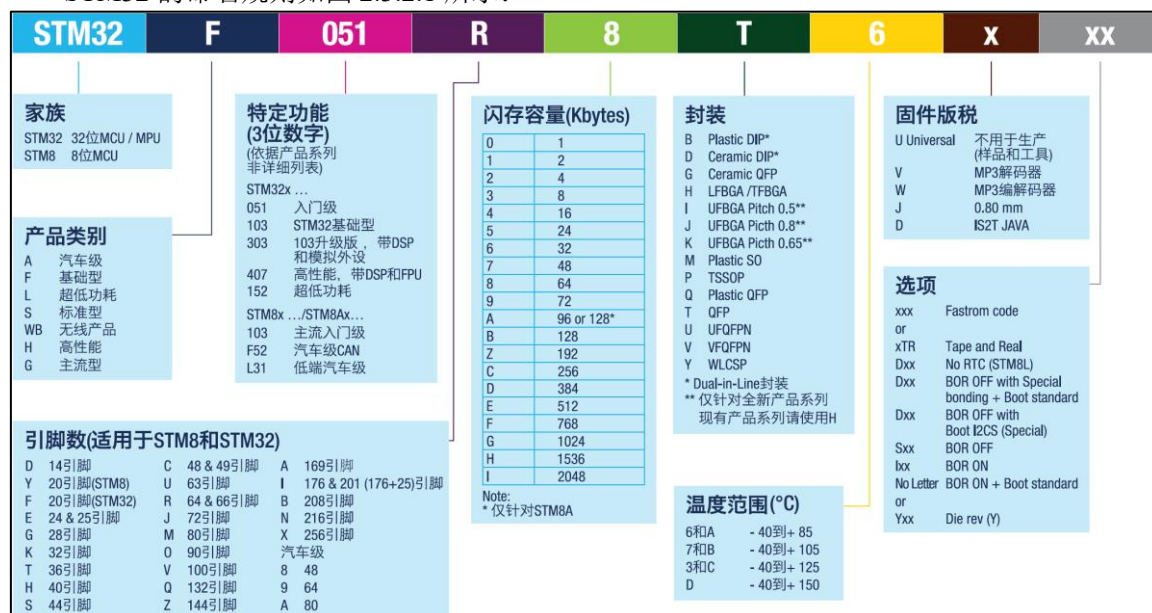 STM32 F 051 R 8 T 6 x xx
家族
STM32 32位MCU / MPU
STM8 8位MCU
产品类别
A 汽车级
F 基础型
L 超低功耗
S 标准型
WB 无线产品
H 高性能
G 主流型
特定功能
(3位数字)
(依据产品系列
非详细列表)
STM32x ...
051 入门级
103 STM32基础型
303 103升级版，带DSP
和模拟外设
407 高性能，带DSP和FPU
152 超低功耗
STM8x .../STM8Ax...
103 主流入门级
F52 汽车级CAN
L31 低端汽车级
引脚数(适用于STM8和STM32)
D 14引脚 C 48 & 49引脚 A 169引脚
Y 20引脚(STM8) U 63引脚 I 176 & 201 (176+25)引脚
F 20引脚(STM32) R 64 & 66引脚 B 208引脚
E 24 & 25引脚 J 72引脚 N 216引脚
G 28引脚 M 80引脚 X 256引脚
K 32引脚 O 90引脚 汽车级
T 36引脚 V 100引脚 8 48
H 40引脚 Q 132引脚 9 64
S 44引脚 Z 144引脚 A 80
闪存容量(Kbytes)
0 1
1 2
2 4
3 8
4 16
5 24
6 32
7 48
8 64
9 72
A 96 or 128*
B 128
Z 192
C 256
D 384
E 512
F 768
G 1024
H 1536
I 2048
Note:
* 仅针对STM8A
封装
B Plastic DIP*
D Ceramic DIP*
G Ceramic QFP
H LFBGA /TFBGA
I UFBGA Pitch 0.5**
J UFBGA Picth 0.8**
K UFBGA Picth 0.65**
M Plastic SO
P TSSOP
Q Plastic QFP
T QFP
U UFQFPN
V VFQFPN
Y WLCSP
* Dual-in-Line封装
** 仅针对全新产品系列
现有产品系列请使用H
温度范围(°C)
6和A - 40到+ 85
7和B - 40到+ 105
3和C - 40到+ 125
D - 40到+ 150
固件版税
U Universal 不用于生产
(样品和工具)
V MP3解码器
W MP3编解码器
J 0.80 mm
D IS2T JAVA
选项
xxx Fastrom code
or
xTR Tape and Real
Dxx No RTC (STM8L)
Dxx BOR OFF with Special
bonding + Boot standard
Dxx BOR OFF with
Boot I2CS (Special)
Sxx BOR OFF
Ixx BOR ON
No Letter BOR ON + Boot standard
or
Yxx Die rev (Y)